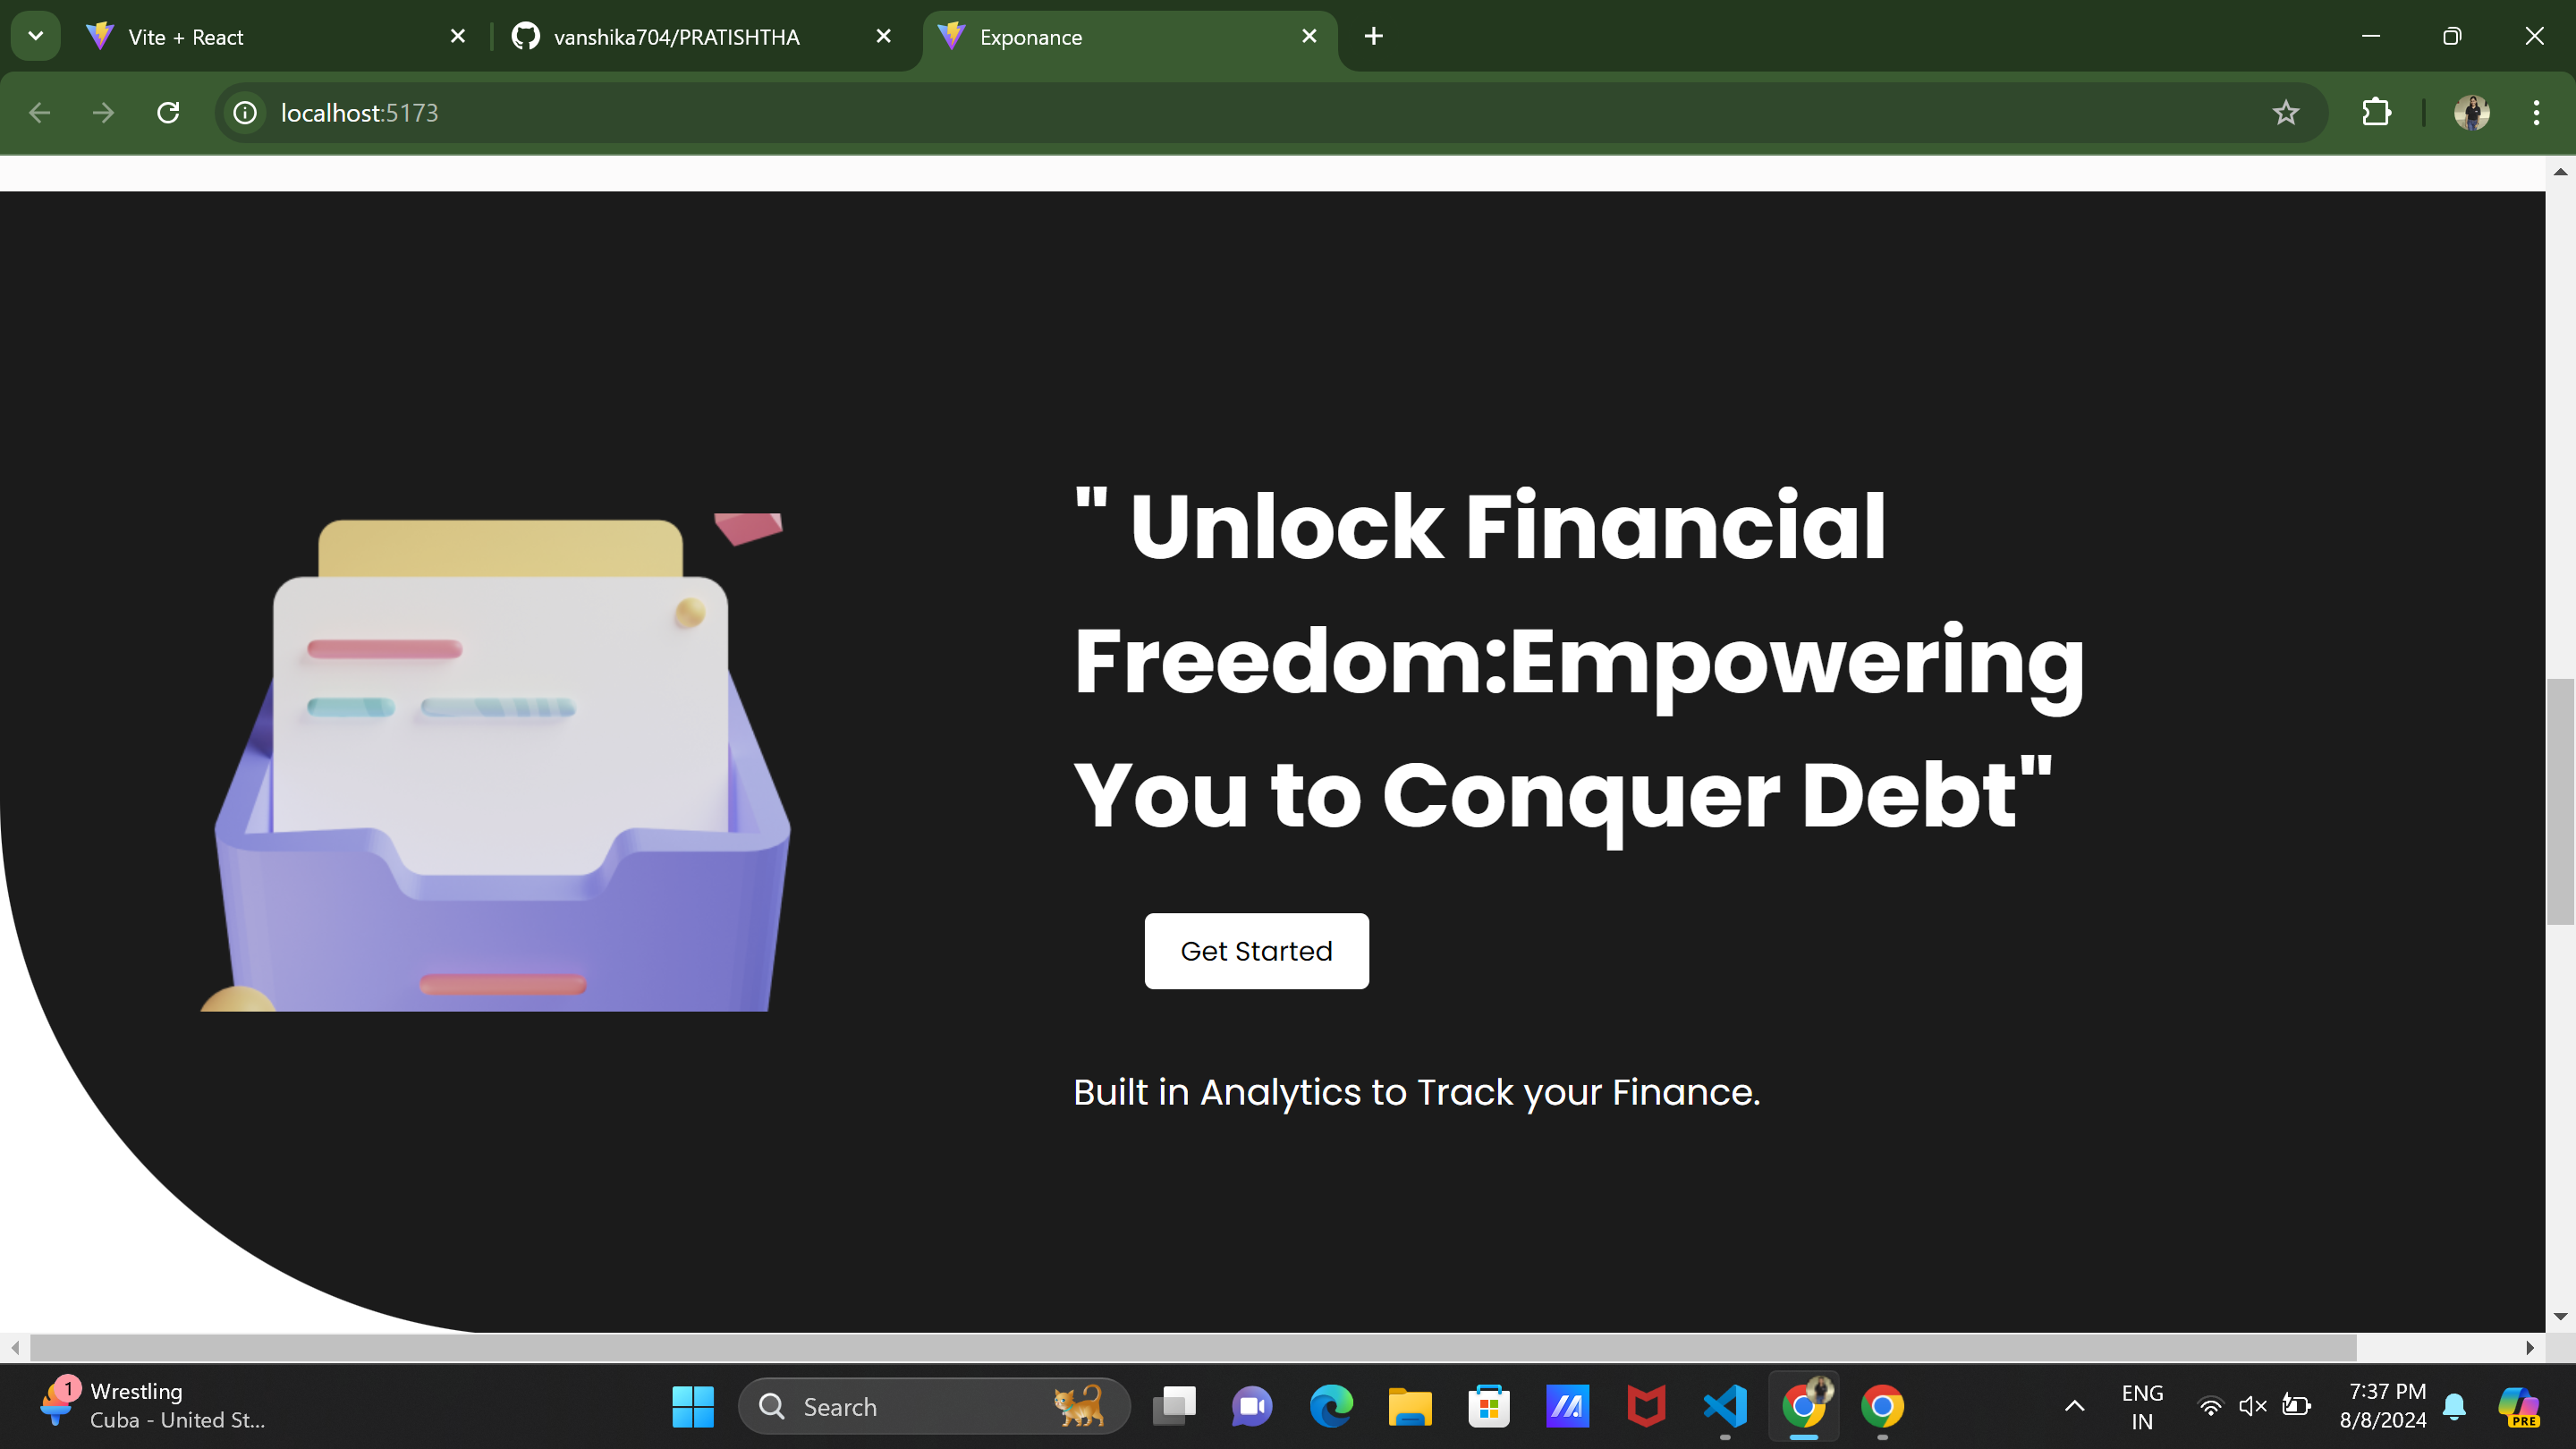 Vite + React
vanshika704/PRATISHTHA
Exponance
localhost:5173
" Unlock Financial
Freedom:Empowering
You to Conquer Debt"
Get Started
Built in Analytics to Track your Finance.
1
Wrestling
Cuba - United St...
Search
ENG
IN
7:37 PM
8/8/2024
PRE